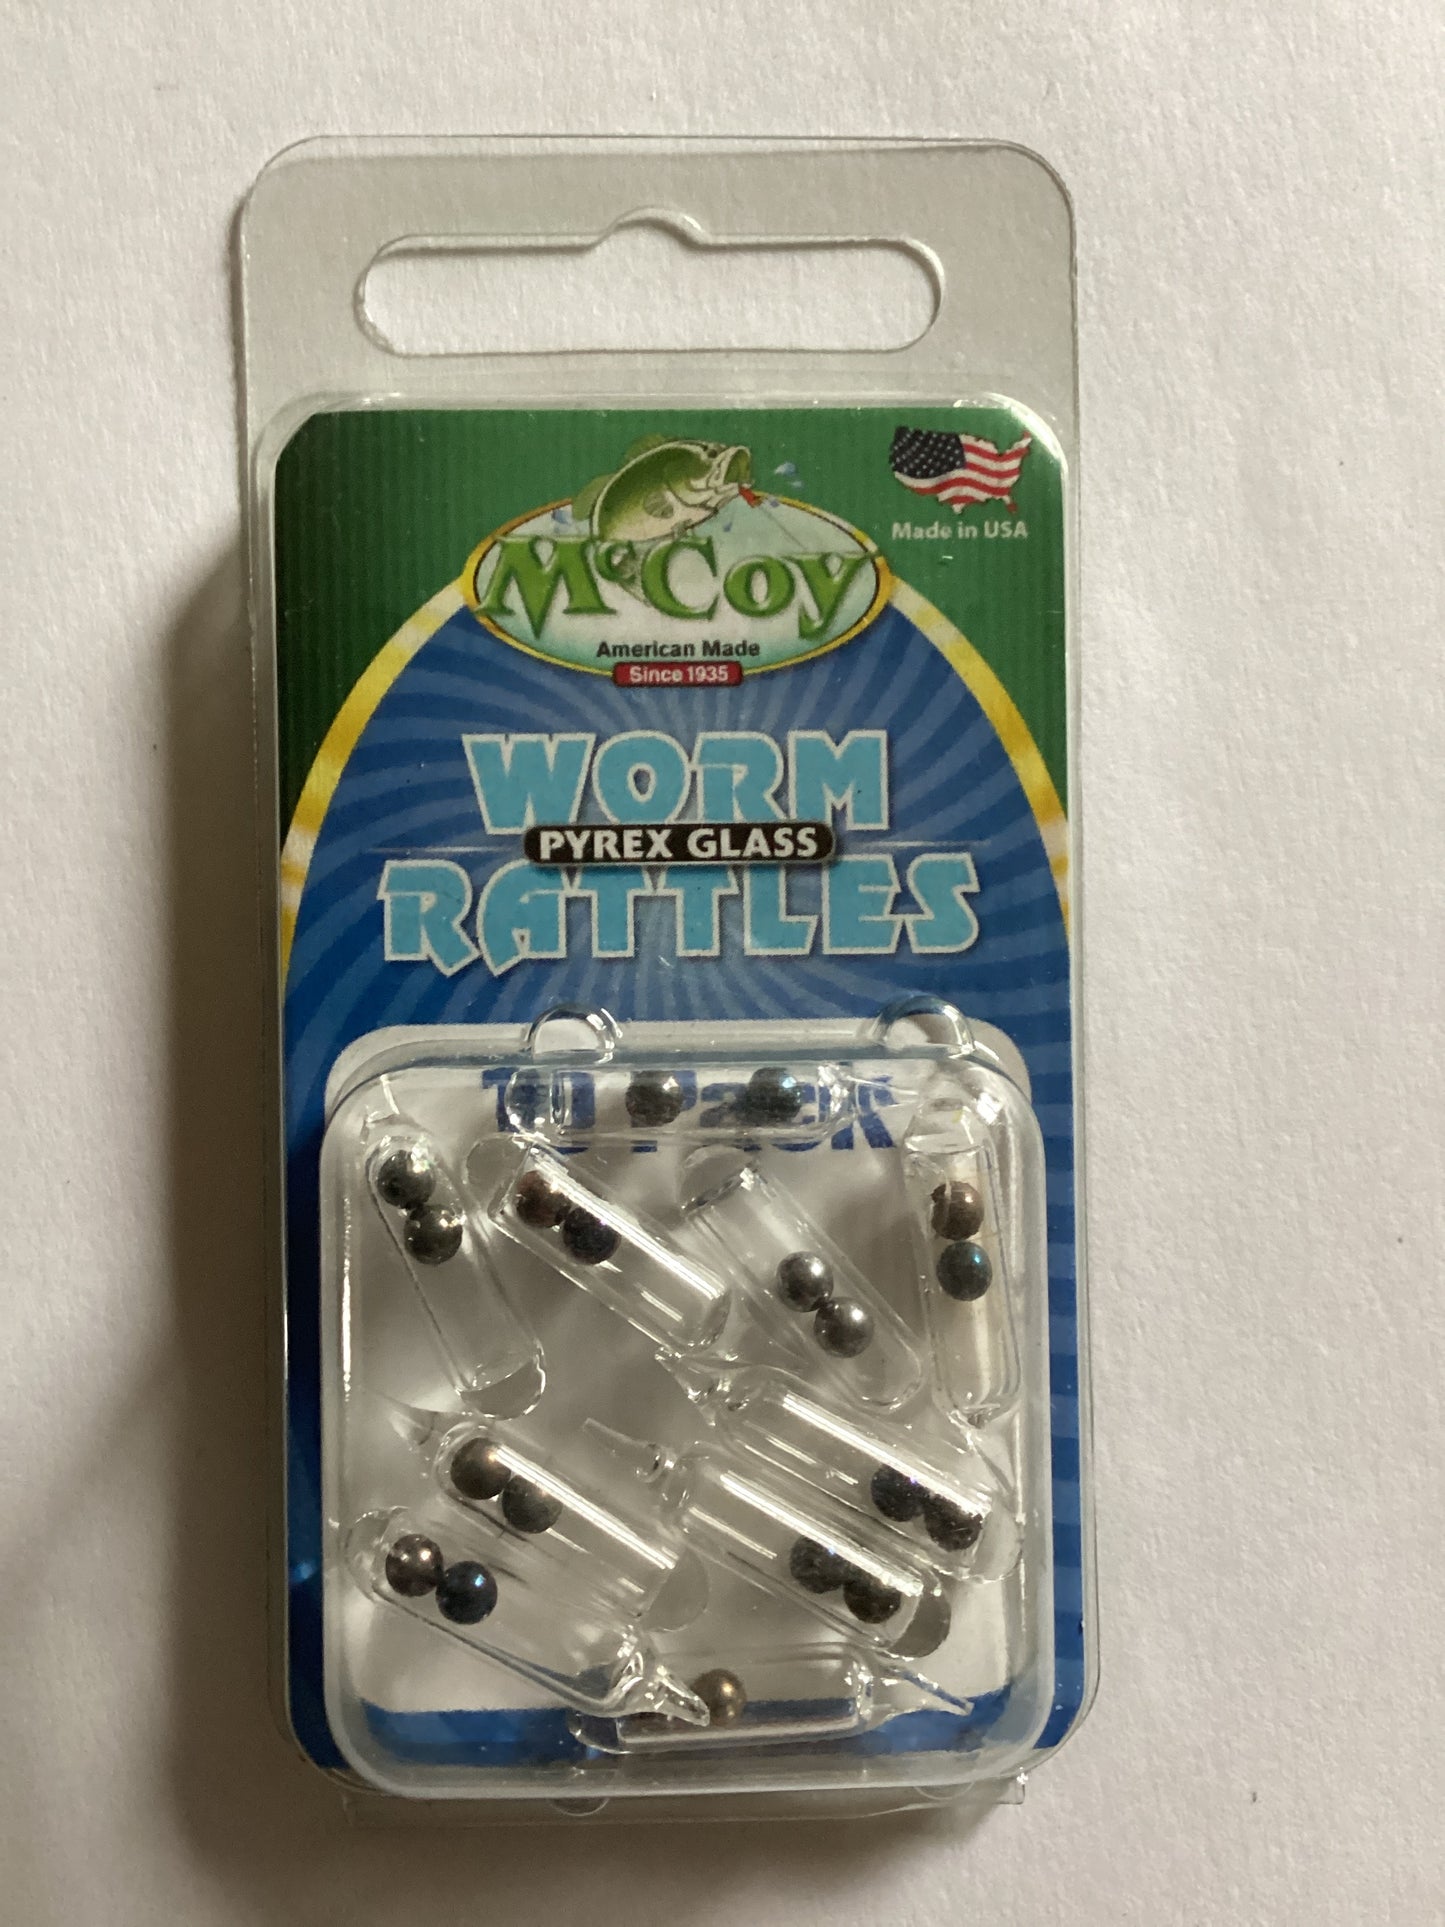 Made in USA
McCoy
American Made
Since 1935
WORM
PYREX GLASS
RATTLES
10 Pack